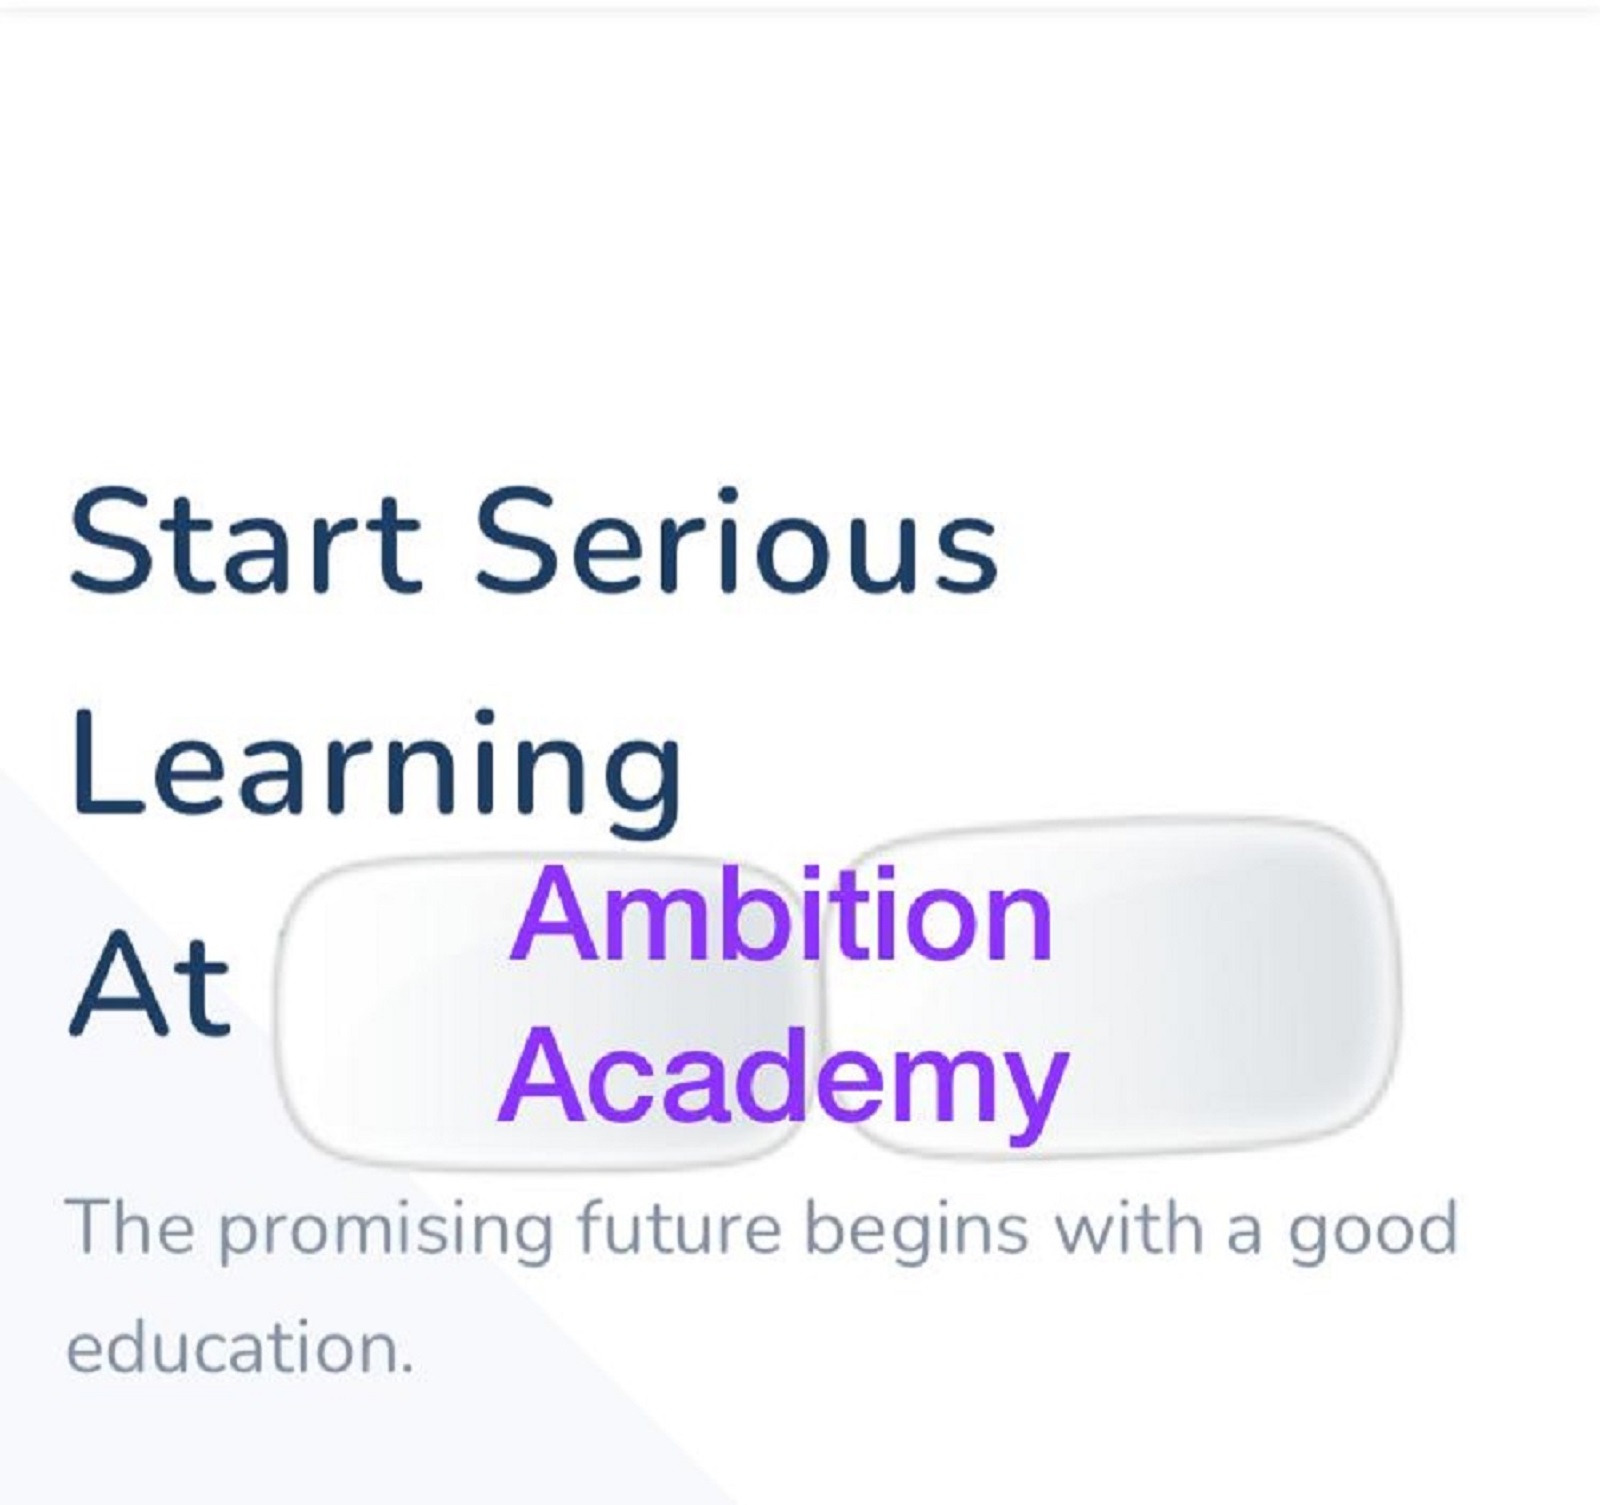 Start Serious
Learning
At
Ambition
Academy
The promising future begins with a good
education.